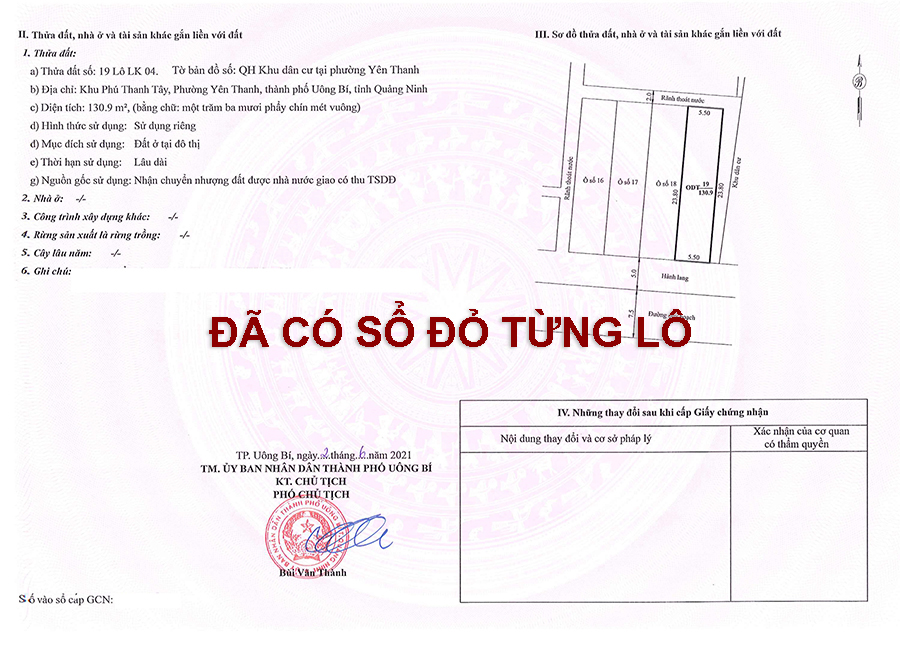 II. Thửa đất, nhà ở và tài sản khác gắn liền với đất
1. Thửa đất:
a) Thửa đất số: 19 Lô LK 04. Tờ bản đồ số: QH Khu dân cư tại phường Yên Thanh
b) Địa chỉ: Khu Phú Thanh Tây, Phường Yên Thanh, thành phố Uông Bí, tỉnh Quảng Ninh
c) Diện tích: 130.9 m², (bằng chữ: một trăm ba mươi phẩy chín mét vuông)
d) Hình thức sử dụng: Sử dụng riêng
đ) Mục đích sử dụng: Đất ở tại đô thị
e) Thời hạn sử dụng: Lâu dài
g) Nguồn gốc sử dụng: Nhận chuyển nhượng đất được nhà nước giao có thu TSDĐ
2. Nhà ở: -/-
3. Công trình xây dựng khác: -/-
4. Rừng sản xuất là rừng trồng: -/-
5. Cây lâu năm: -/-
6. Ghi chú:
III. Sơ đồ thửa đất, nhà ở và tài sản khác gắn liền với đất
B
2.0
Rãnh thoát nước
5.50
Rãnh thoát nước
Ô số 16
Ô số 17
Ô số 18
23.80
ODT 19
130.9
23.80
Khu dân cư
5.50
5.0
Hành lang
7.5
Đường
ĐÃ CÓ SỔ ĐỎ TỪNG LÔ
IV. Những thay đổi sau khi cấp Giấy chứng nhận
Nội dung thay đổi và cơ sở pháp lý
Xác nhận của cơ quan
có thẩm quyền
TP. Uông Bí, ngày 2 tháng 6 năm 2021
TM. ỦY BAN NHÂN DÂN THÀNH PHỐ UÔNG BÍ
KT. CHỦ TỊCH
PHÓ CHỦ TỊCH
Bùi Văn Thành
Số vào sổ cấp GCN: